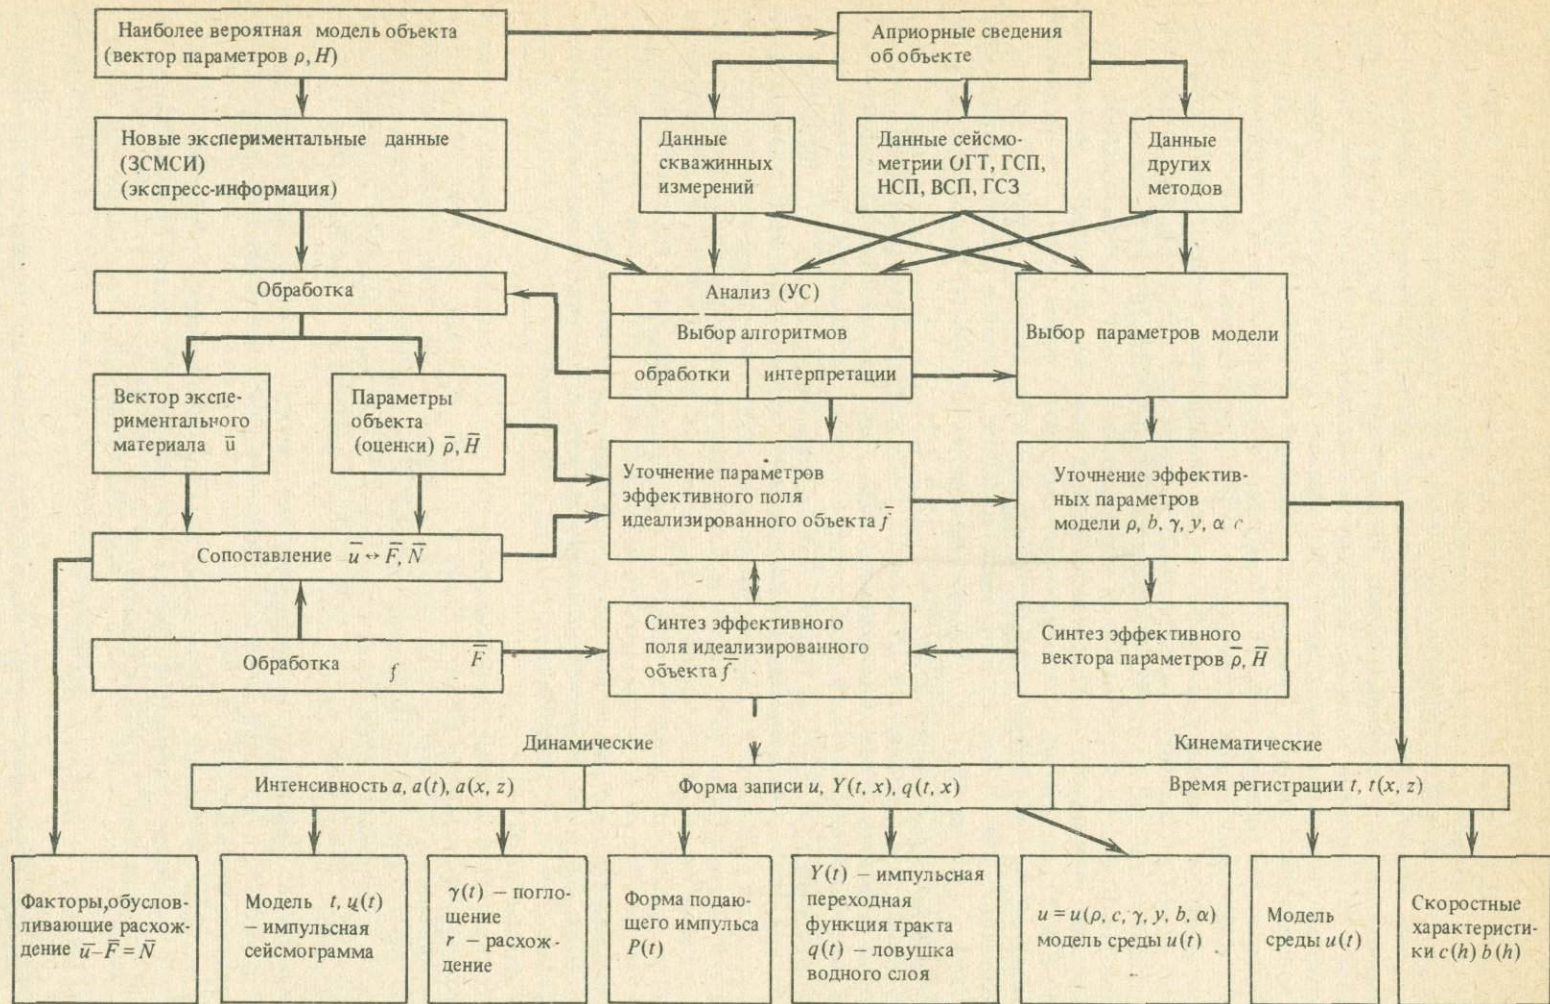 Наиболее вероятная модель объекта
(вектор параметров ρ, H)
Априорные сведения
об объекте
Новые экспериментальные данные
(ЗСМСИ)
(экспресс-информация)
Данные
скважинных
измерений
Данные сейсмо-
метрии ОГТ, ГСП,
НСП, ВСП, ГСЗ
Данные
других
методов
Обработка
Анализ (УС)
Выбор алгоритмов
обработки
интерпретации
Выбор параметров модели
Вектор экспе-
риментального
материала ū
Параметры
объекта
(оценки) ρ̄, H̄
Уточнение параметров
эффективного поля
идеализированного объекта f̄
Уточнение эффектив-
ных параметров
модели ρ, b, γ, y, α c
Сопоставление ū ↔ F̄, N̄
Обработка f F̄
Синтез эффективного
поля идеализированного
объекта f̄
Синтез эффективного
вектора параметров ρ̄, H̄
Динамические
Кинематические
Интенсивность a, a(t), a(x, z)
Форма записи u, Y(t, x), q(t, x)
Время регистрации t, t(x, z)
Факторы,обуслов-
ливающие расхож-
дение ū–F̄ = N̄
Модель t, u(t)
– импульсная
сейсмограмма
γ(t) – погло-
щение
r – расхож-
дение
Форма подаю-
щего импульса
P(t)
Y(t) – импульсная
переходная
функция тракта
q(t) – ловушка
водного слоя
u = u(ρ, c, γ, y, b, α)
модель среды u(t)
Модель
среды u(t)
Скоростные
характеристи-
ки c(h) b(h)